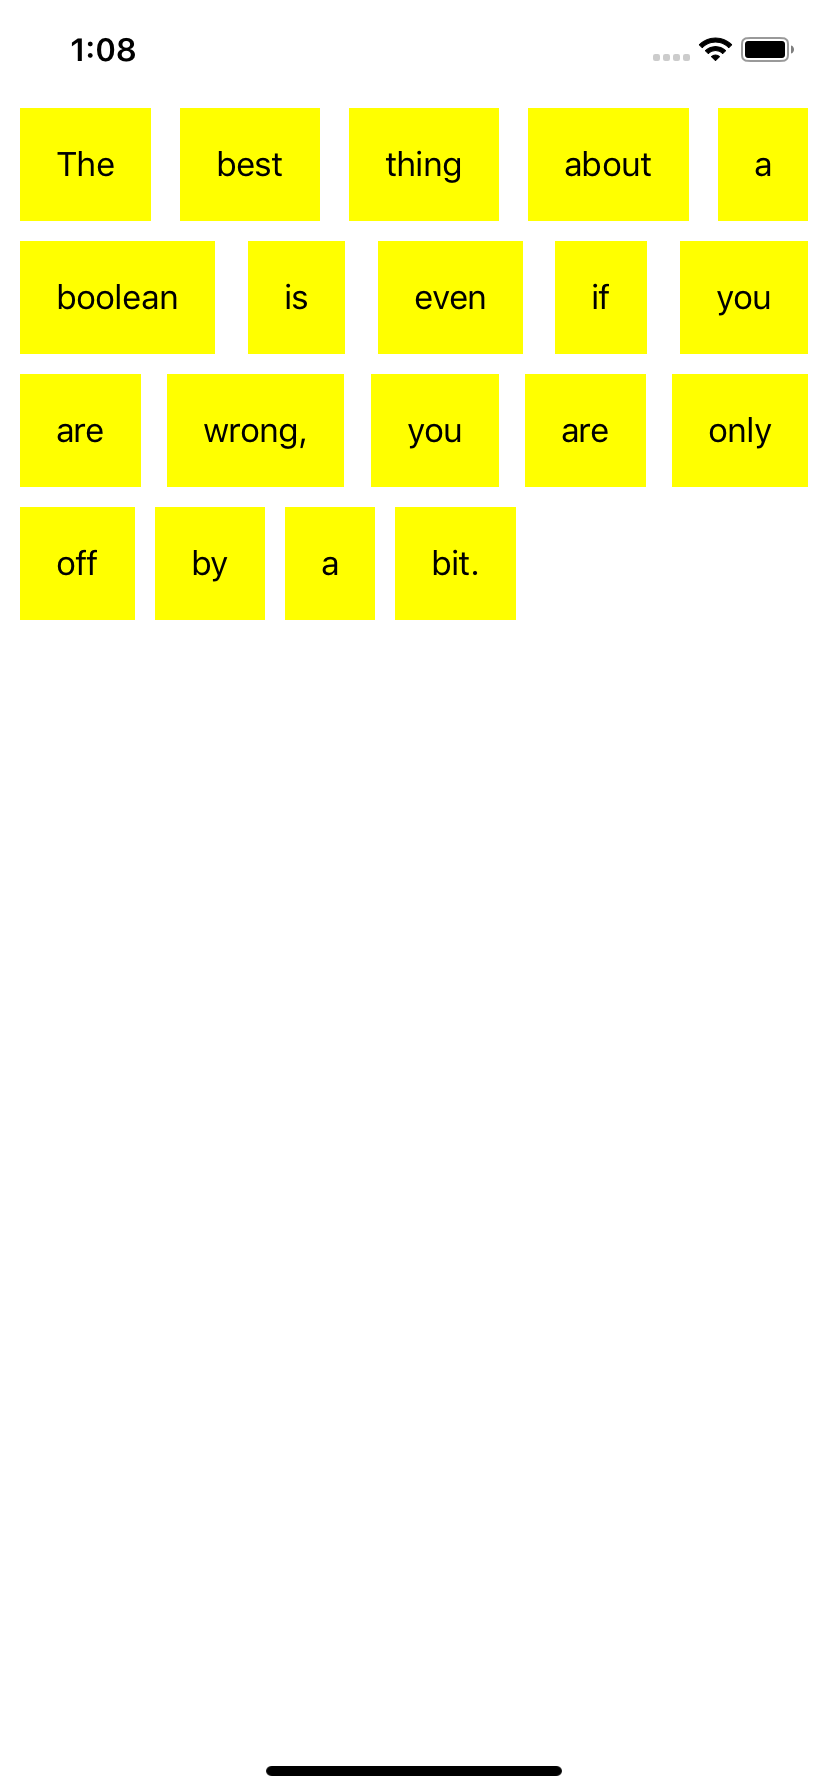 1:08
The best thing about a
boolean is even if you
are wrong, you are only
off by a bit.